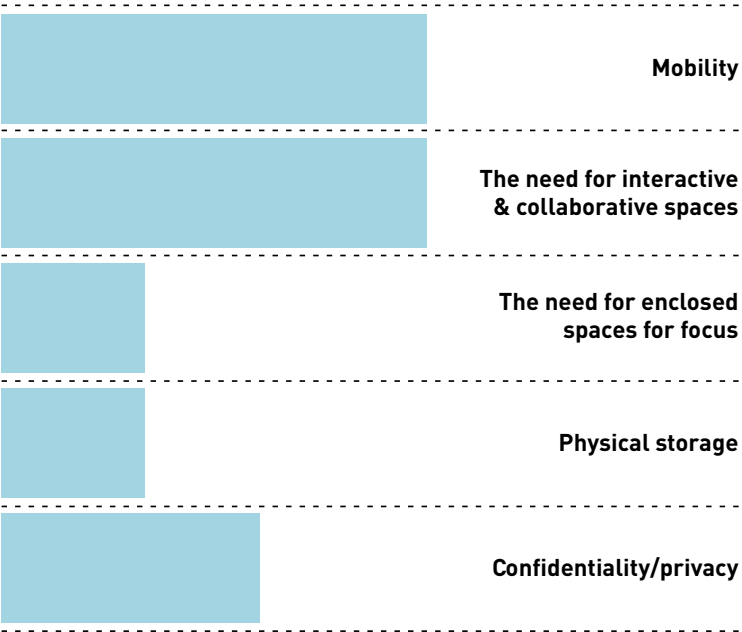 Mobility
The need for interactive
& collaborative spaces
The need for enclosed
spaces for focus
Physical storage
Confidentiality/privacy